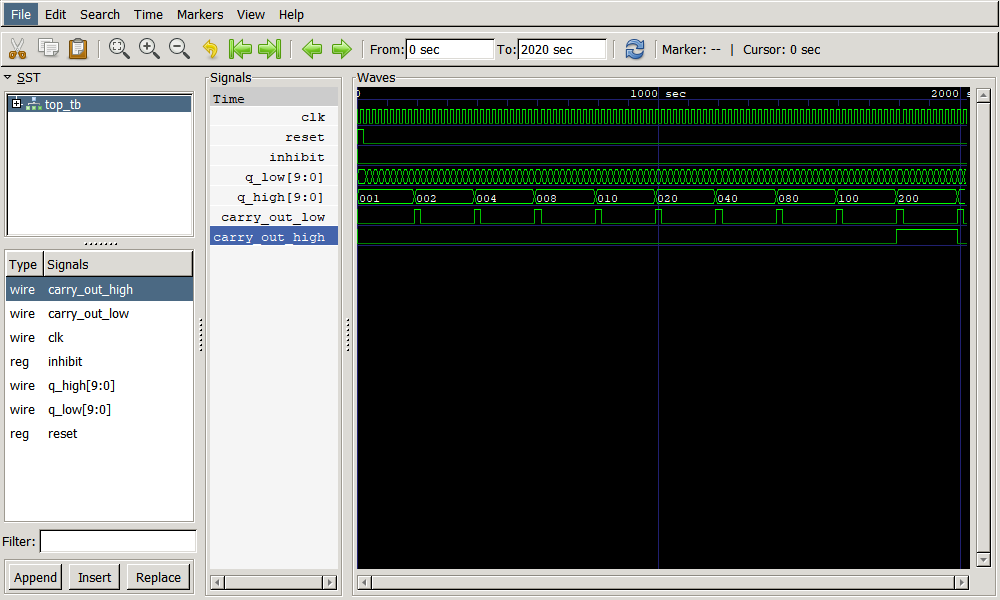 File Edit Search Time Markers View Help
From: 0 sec To: 2020 sec Marker: -- | Cursor: 0 sec
SST
top_tb
Type Signals
wire carry_out_high
wire carry_out_low
wire clk
reg inhibit
wire q_high[9:0]
wire q_low[9:0]
reg reset
Filter:
Append Insert Replace
Signals
Time
clk
reset
inhibit
q_low[9:0]
q_high[9:0]
carry_out_low
carry_out_high
Waves
1000 sec 2000
001 002 004 008 010 020 040 080 100 200